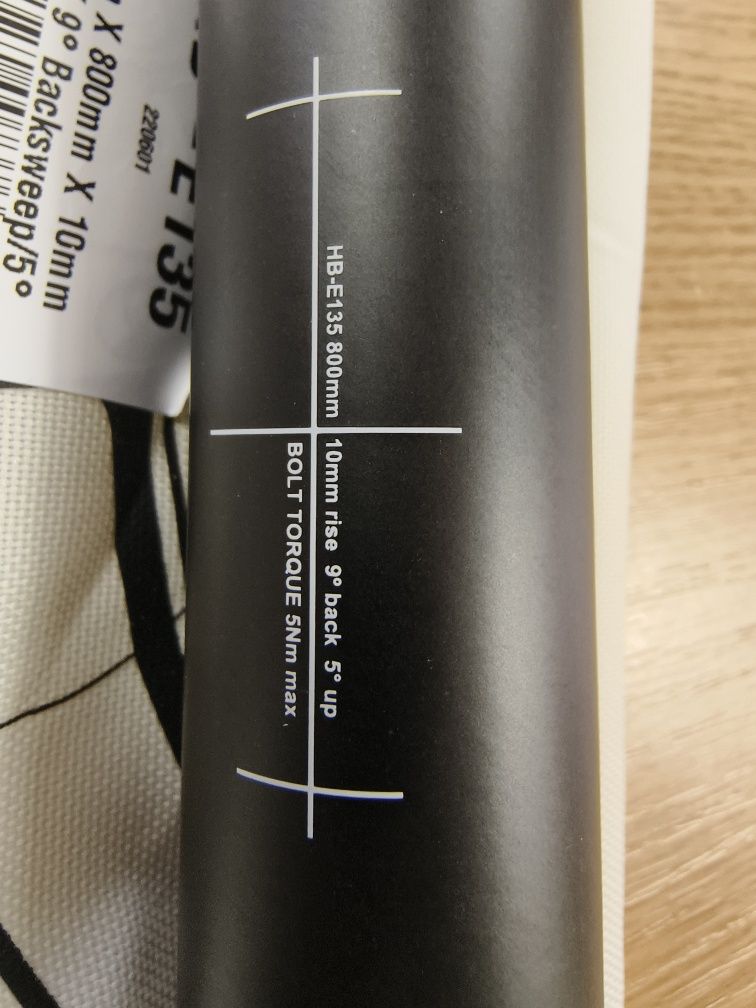 HB-E135 800mm 10mm rise 9° back 5° up
BOLT TORQUE 5Nm max
E135
220601
X 800mm X 10mm
9° Backsweep/5°